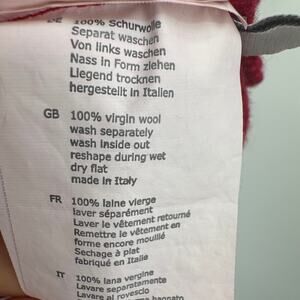 DE 100% Schurwolle
Separat waschen
Von links waschen
Nass in Form ziehen
Liegend trocknen
hergestellt in Italien
GB 100% virgin wool
wash separately
wash inside out
reshape during wet
dry flat
made in Italy
FR 100% laine vierge
laver séparément
Laver le vêtement retourné
Remettre le vêtement en
forme encore mouillé
Sechage à plat
fabriqué en Italie
IT 100% lana vergine
Lavare separatamente
Lavare al rovescio